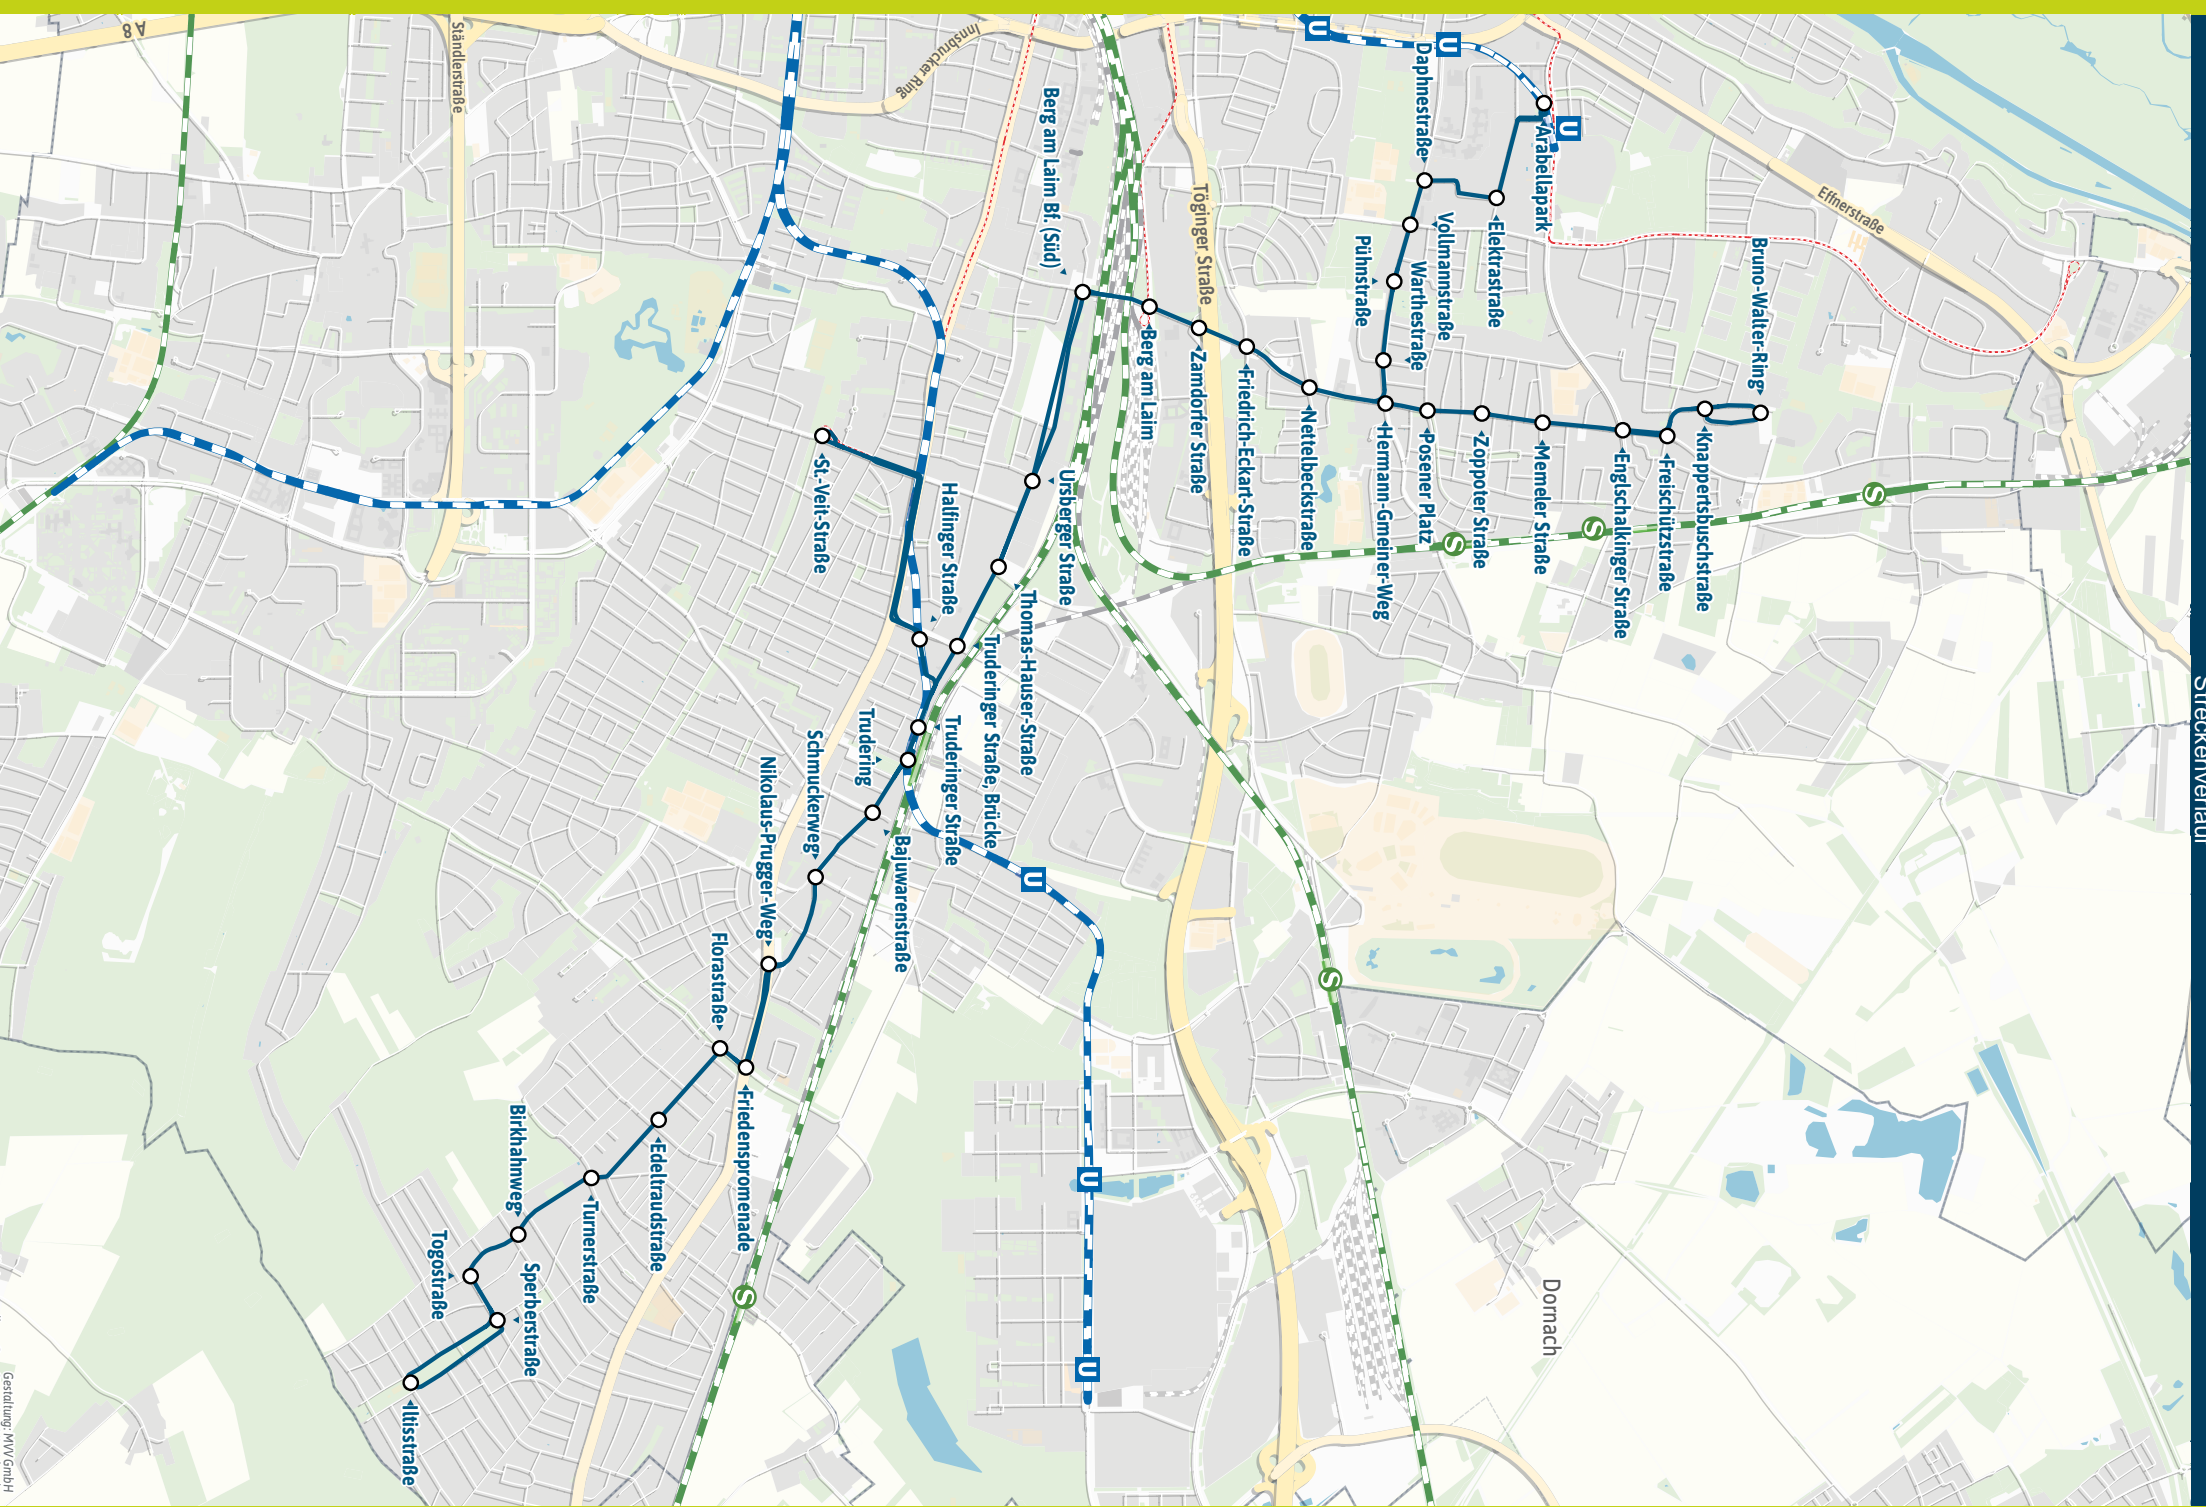 Streckenverlauf
Effnerstraße
Bruno-Walter-Ring
Knappertsbuschstraße
Freischützstraße
Englschalkinger Straße
Memeler Straße
Zoppoter Straße
Posener Platz
Hermann-Gmeiner-Weg
Arabellapark
Elektrastraße
Daphnestraße
Vollmannstraße
Warthestraße
Pühnstraße
Nettelbeckstraße
Friedrich-Eckart-Straße
Zamdorfer Straße
Töginger Straße
Berg am Laim
Berg am Laim Bf. (Süd)
Ursberger Straße
Thomas-Hauser-Straße
Truderinger Straße, Brücke
Truderinger Straße
Halfinger Straße
St.-Veit-Straße
Trudering
Bajuwarenstraße
Schmuckerweg
Nikolaus-Prugger-Weg
Friedenspromenade
Florastraße
Edeltraudstraße
Turnerstraße
Birkhahnweg
Togostraße
Sperberstraße
Iltisstraße
Innsbrucker Ring
Ständlerstraße
A 8
Dornach
U
U
U
U
U
U
S
S
S
S
S
Gestaltung: MVV GmbH